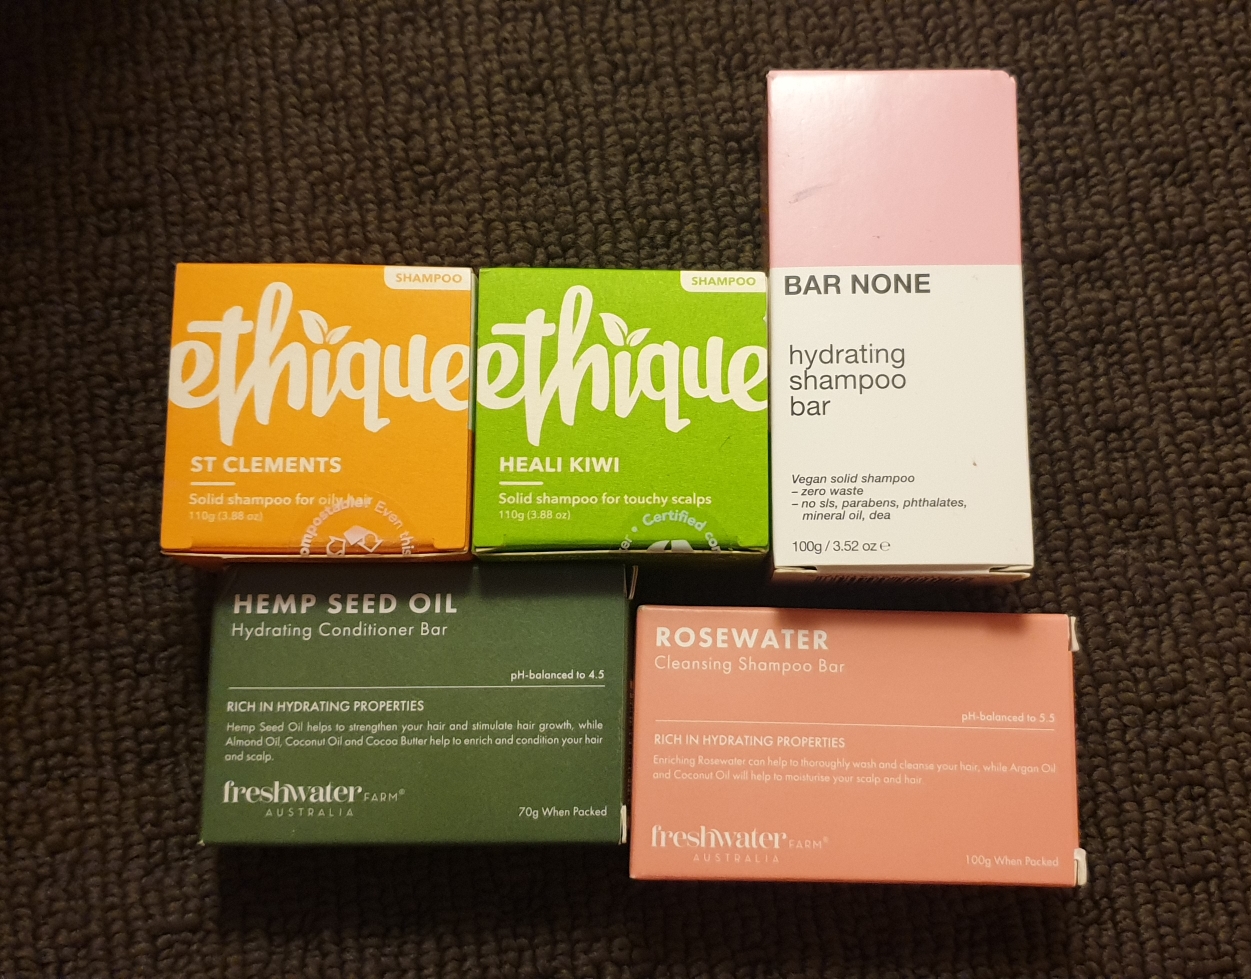 SHAMPOO
ethique
ST CLEMENTS
Solid shampoo for oily hair
110g (3.88 oz)
ompostable! Even this
SHAMPOO
ethique
HEALI KIWI
Solid shampoo for touchy scalps
110g (3.88 oz)
• Certified
BAR NONE
hydrating
shampoo
bar
Vegan solid shampoo
– zero waste
– no sls, parabens, phthalates,
mineral oil, dea
100g / 3.52 oz ℮
HEMP SEED OIL
Hydrating Conditioner Bar
pH-balanced to 4.5
RICH IN HYDRATING PROPERTIES
Hemp Seed Oil helps to strengthen your hair and stimulate hair growth, while
Almond Oil, Coconut Oil and Cocoa Butter help to enrich and condition your hair
and scalp.
freshwater FARM®
AUSTRALIA
70g When Packed
ROSEWATER
Cleansing Shampoo Bar
pH-balanced to 5.5
RICH IN HYDRATING PROPERTIES
Enriching Rosewater can help to thoroughly wash and cleanse your hair, while Argan Oil
and Coconut Oil will help to moisturise your scalp and hair
freshwater FARM®
AUSTRALIA
100g When Packed